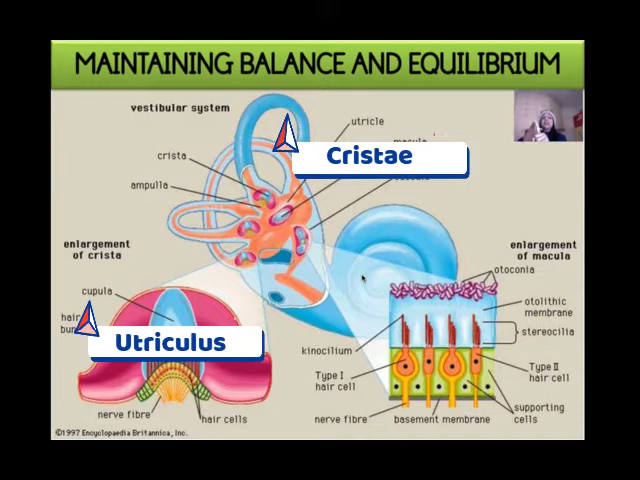 MAINTAINING BALANCE AND EQUILIBRIUM
vestibular system
utricle
macula
Cristae
crista
ampulla
enlargement
of crista
enlargement
of macula
otoconia
cupula
hair
otolithic
membrane
stereocilia
Utriculus
kinocilium
Type I
hair cell
Type II
hair cell
nerve fibre
hair cells
nerve fibre
basement membrane
supporting
cells
©1997 Encyclopaedia Britannica, Inc.